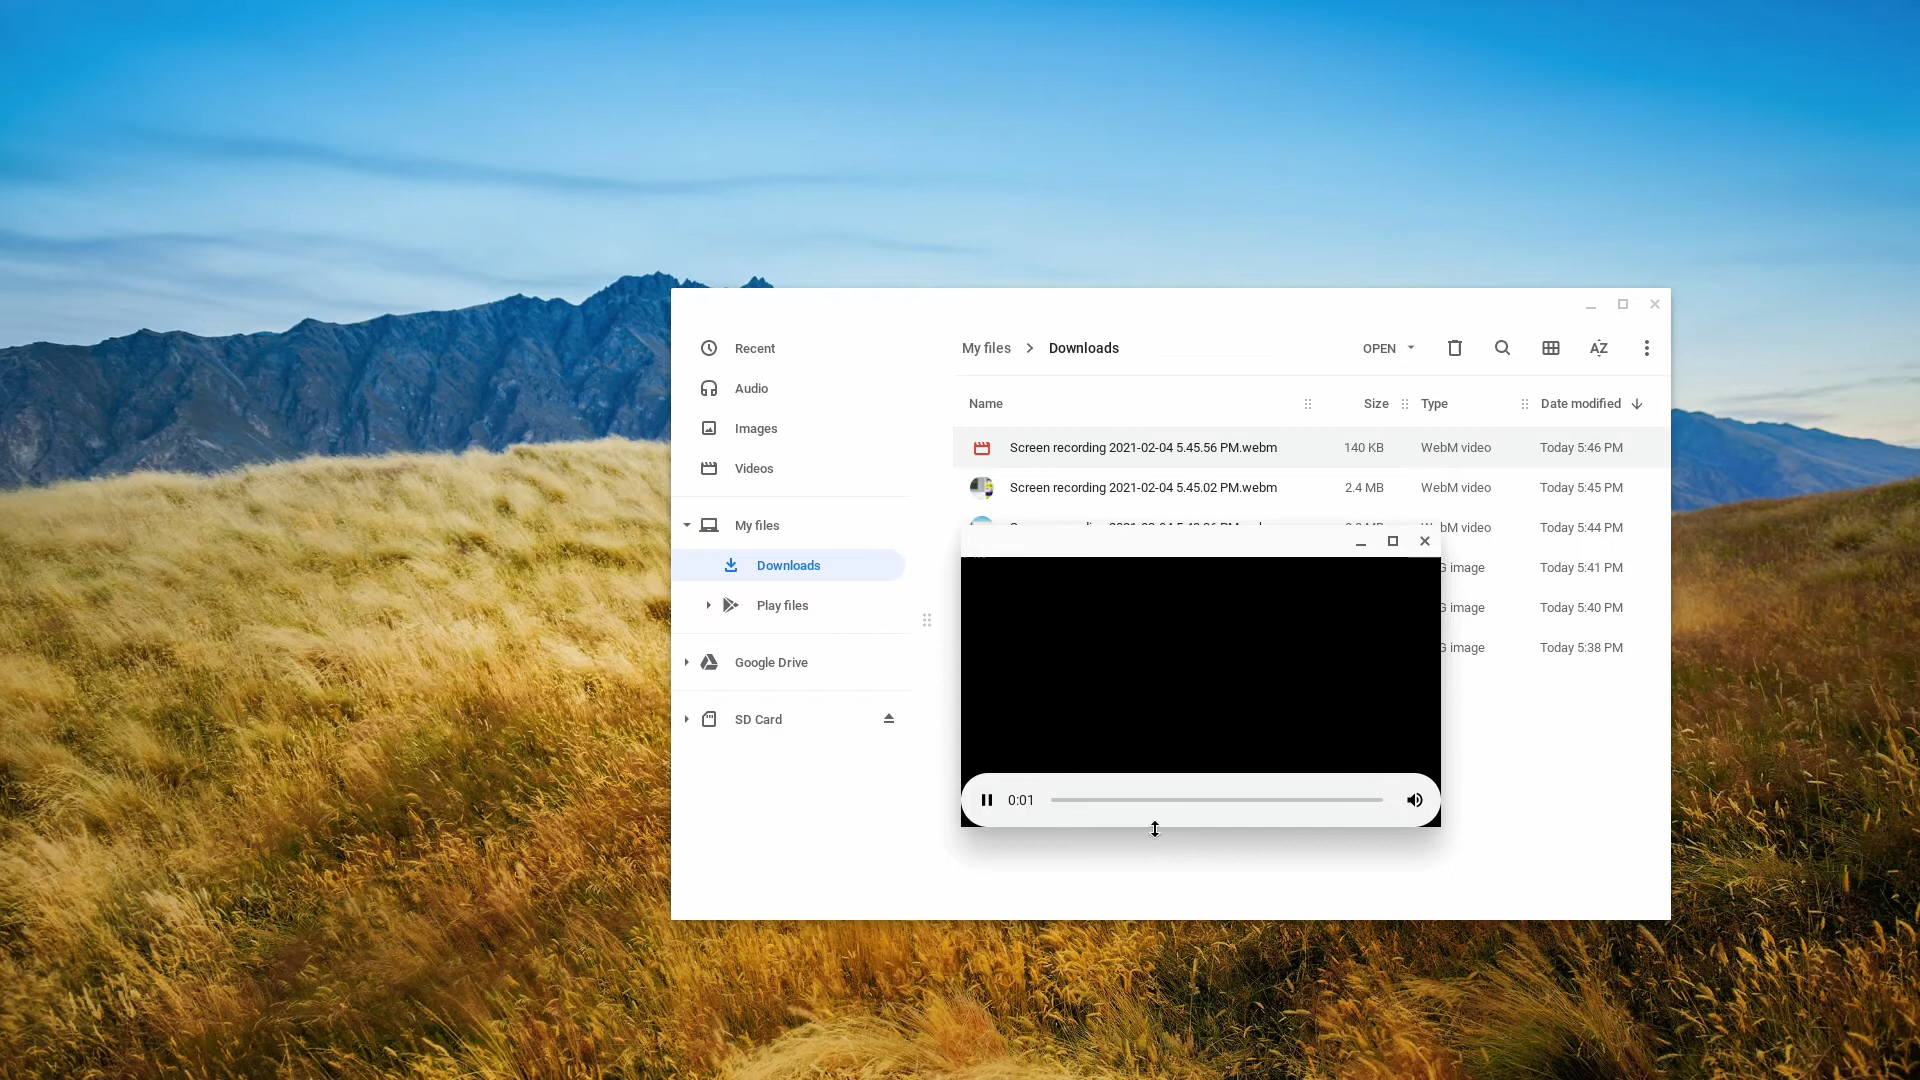 Recent
Audio
Images
Videos
My files
Downloads
Play files
Google Drive
SD Card
My files Downloads OPEN AZ
Name Size Type Date modified
Screen recording 2021-02-04 5.45.56 PM.webm 140 KB WebM video Today 5:46 PM
Screen recording 2021-02-04 5.45.02 PM.webm 2.4 MB WebM video Today 5:45 PM
bM video Today 5:44 PM
G image Today 5:41 PM
G image Today 5:40 PM
G image Today 5:38 PM
0:01